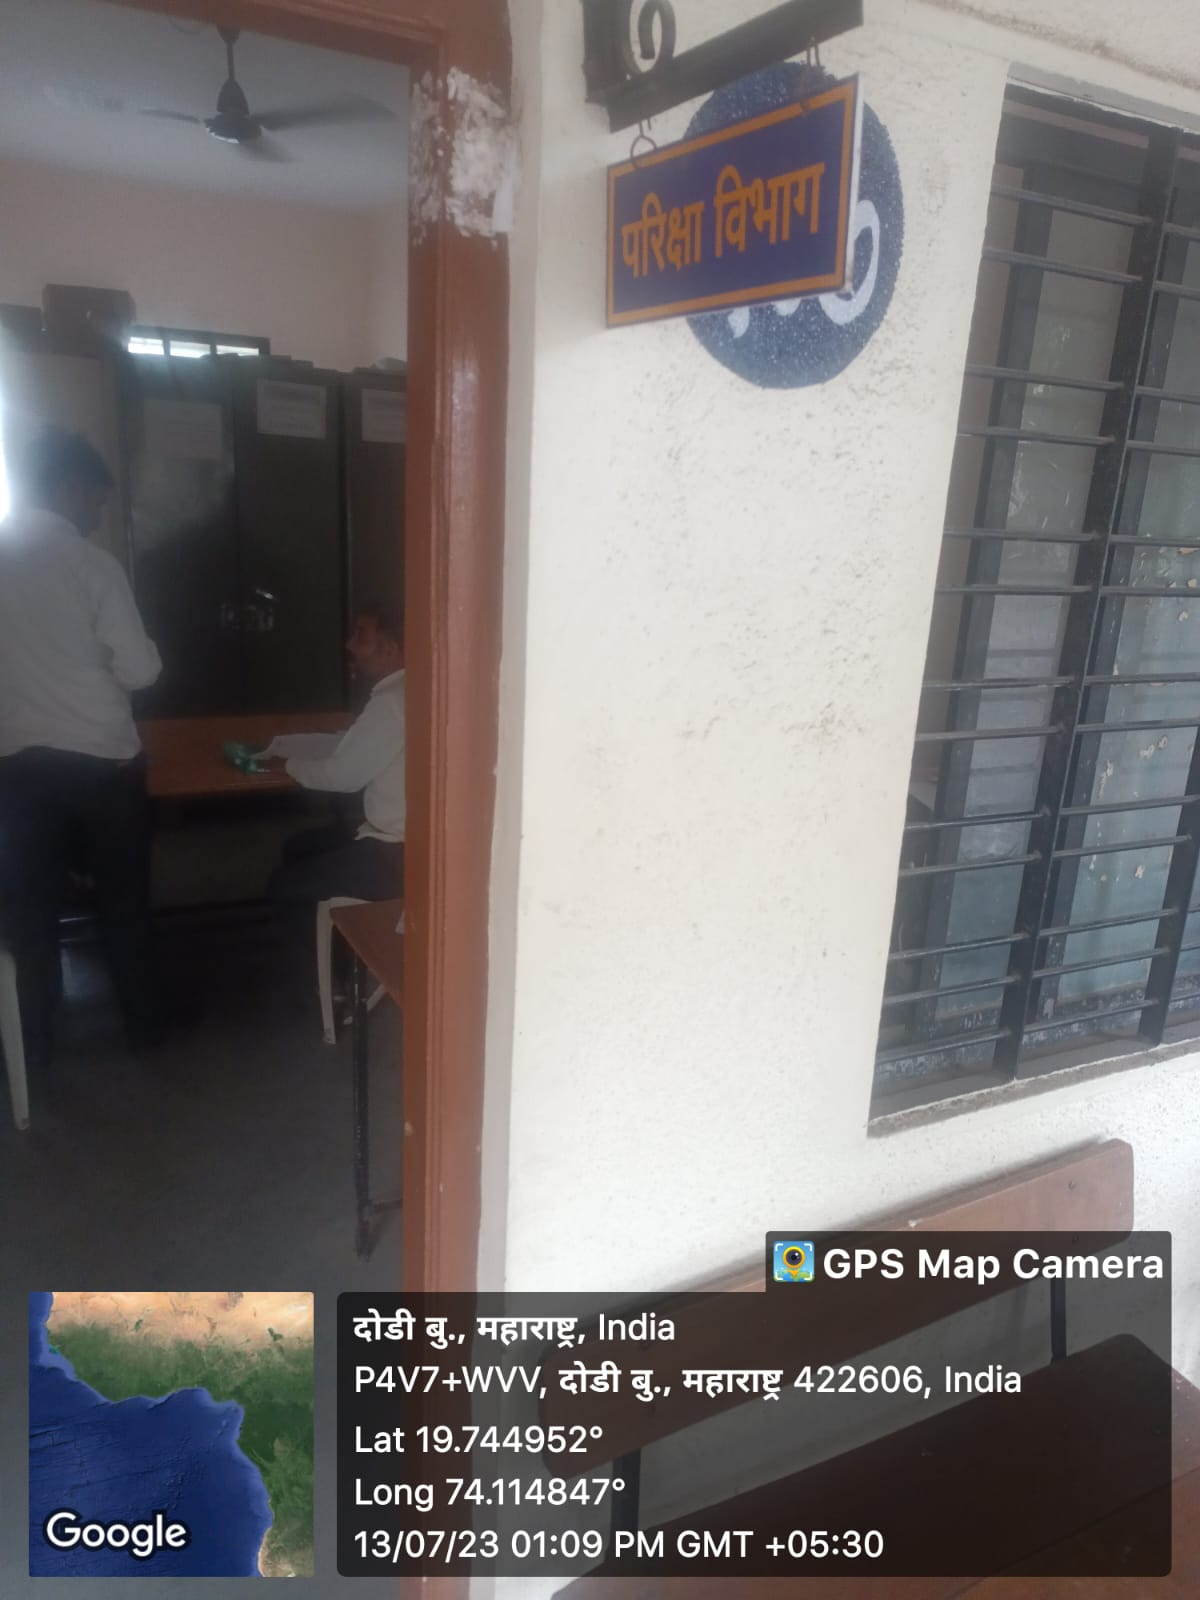 परिक्षा विभाग
GPS Map Camera
दोडी बु., महाराष्ट्र, India
P4V7+WVV, दोडी बु., महाराष्ट्र 422606, India
Lat 19.744952°
Long 74.114847°
13/07/23 01:09 PM GMT +05:30
Google